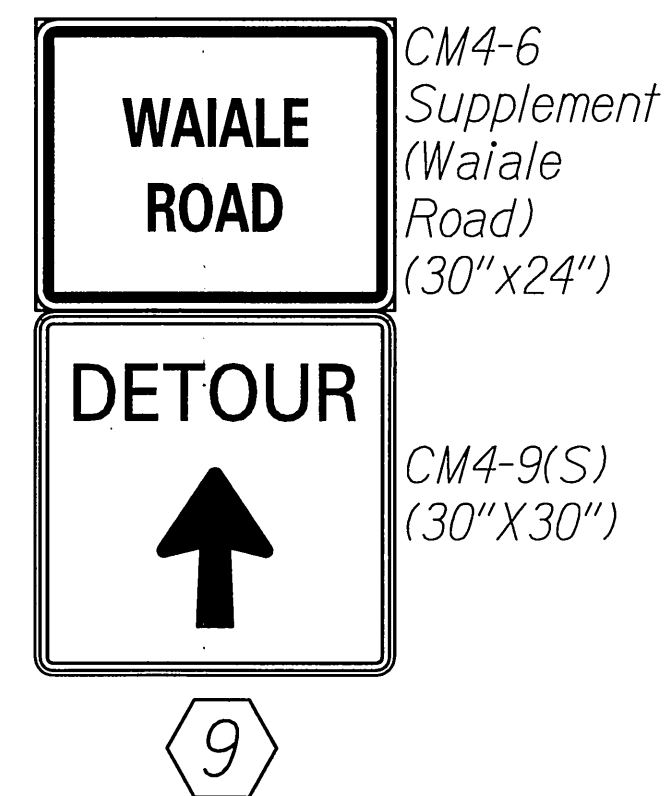 WAIALE
ROAD
CM4-6
Supplement
(Waiale
Road)
(30"x24")
DETOUR
CM4-9(S)
(30"X30")
9